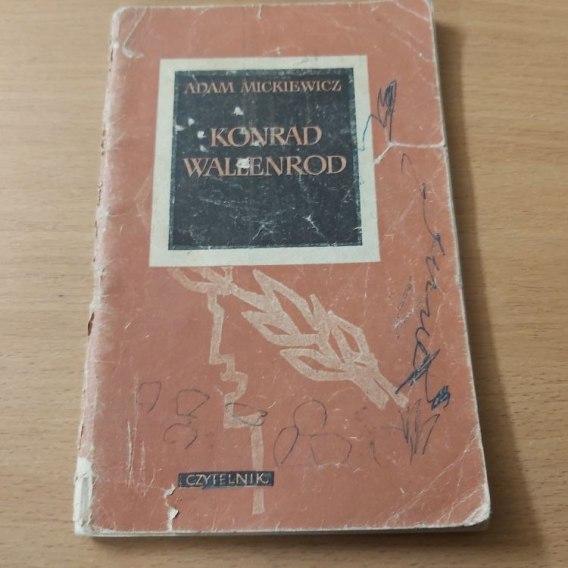 ADAM MICKIEWICZ
KONRAD
WALLENROD
CZYTELNIK